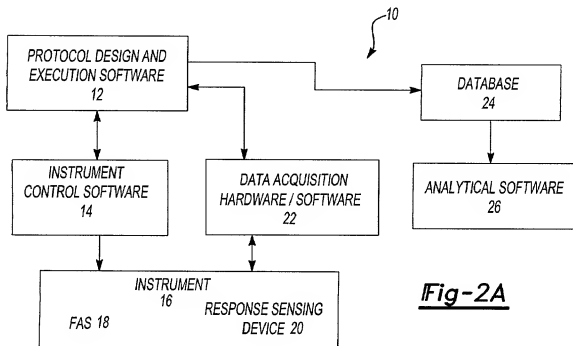 10
PROTOCOL DESIGN AND
EXECUTION SOFTWARE
12
DATABASE
24
INSTRUMENT
CONTROL SOFTWARE
14
DATA ACQUISITION
HARDWARE / SOFTWARE
22
ANALYTICAL SOFTWARE
26
INSTRUMENT
16
FAS 18
RESPONSE SENSING
DEVICE 20
Fig-2A